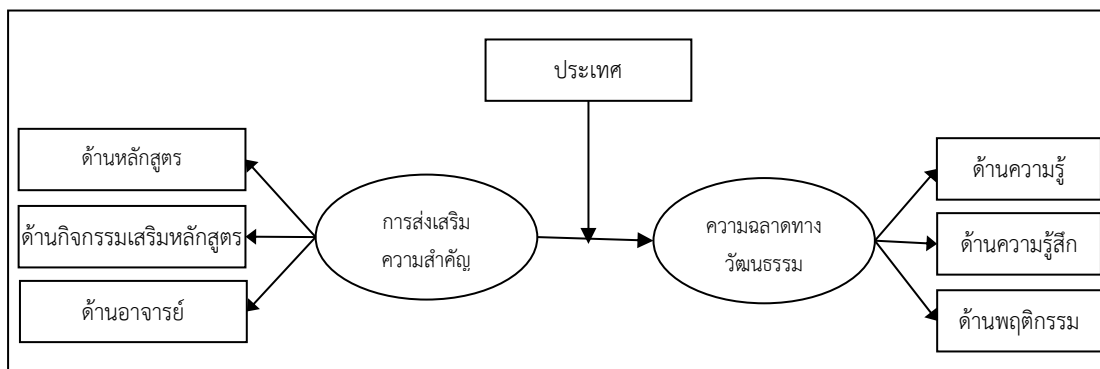 ประเทศ
ด้านหลักสูตร
ด้านกิจกรรมเสริมหลักสูตร
ด้านอาจารย์
การส่งเสริม
ความสำคัญ
ความฉลาดทาง
วัฒนธรรม
ด้านความรู้
ด้านความรู้สึก
ด้านพฤติกรรม